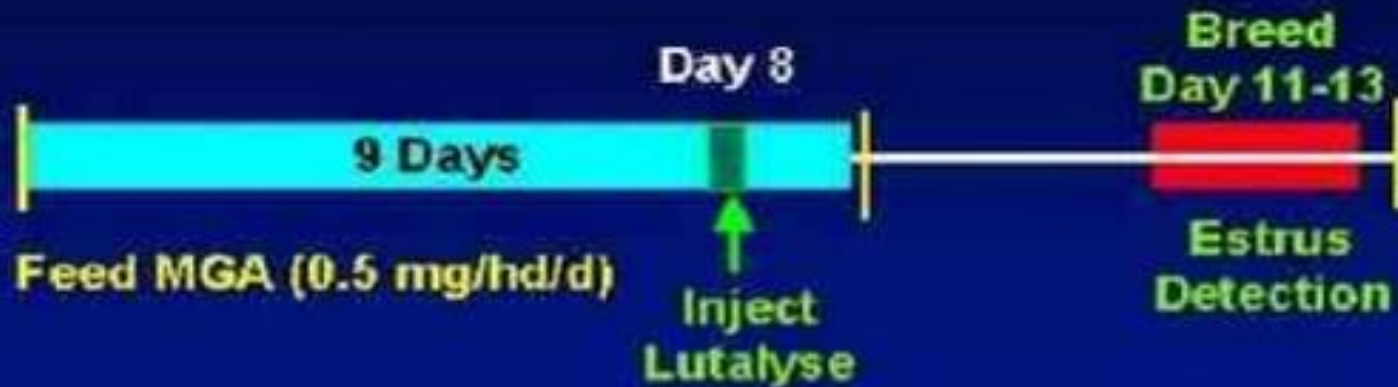 Day 8
Breed
Day 11-13
9 Days
Feed MGA (0.5 mg/hd/d)
Inject
Lutalyse
Estrus
Detection